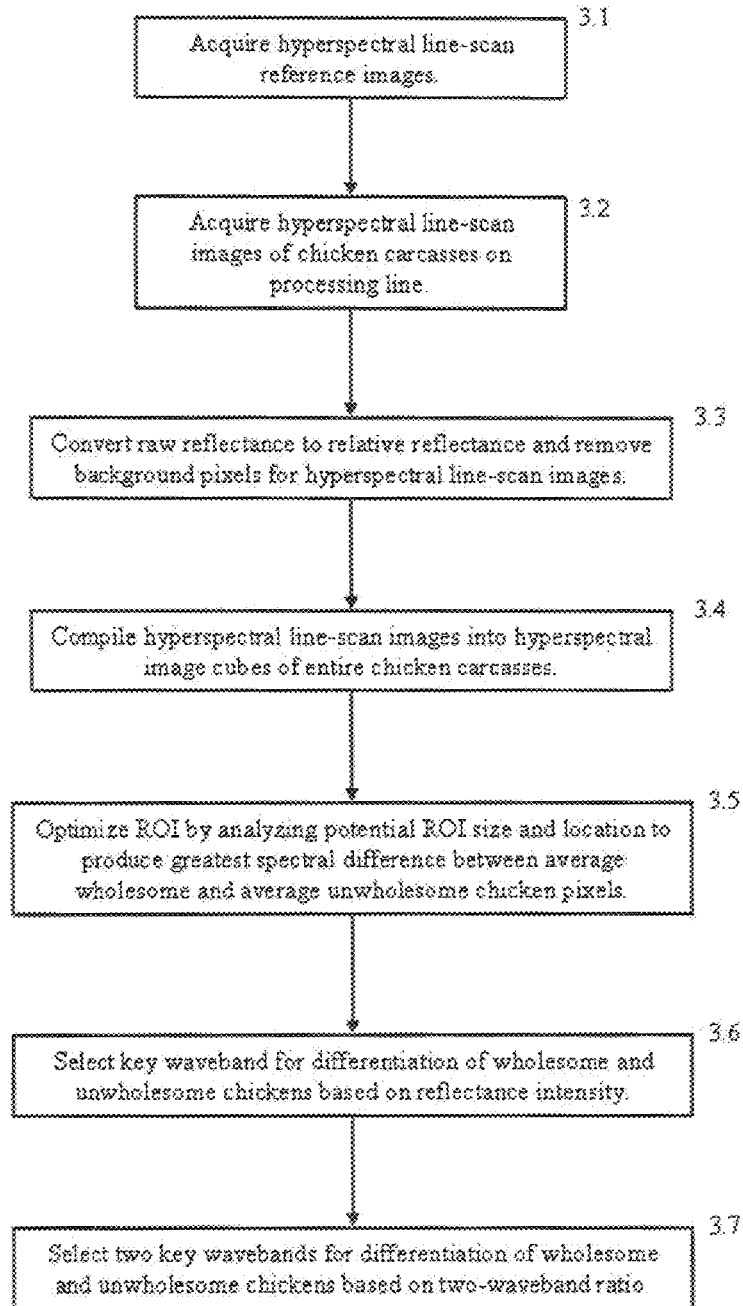 3.1
Acquire hyperspectral line-scan
reference images.
3.2
Acquire hyperspectral line-scan
images of chicken carcasses on
processing line.
3.3
Convert raw reflectance to relative reflectance and remove
background pixels for hyperspectral line-scan images.
3.4
Compile hyperspectral line-scan images into hyperspectral
image cubes of entire chicken carcasses.
3.5
Optimize ROI by analyzing potential ROI size and location to
produce greatest spectral difference between average
wholesome and average unwholesome chicken pixels.
3.6
Select key waveband for differentiation of wholesome and
unwholesome chickens based on reflectance intensity.
3.7
Select two key wavebands for differentiation of wholesome
and unwholesome chickens based on two-waveband ratio